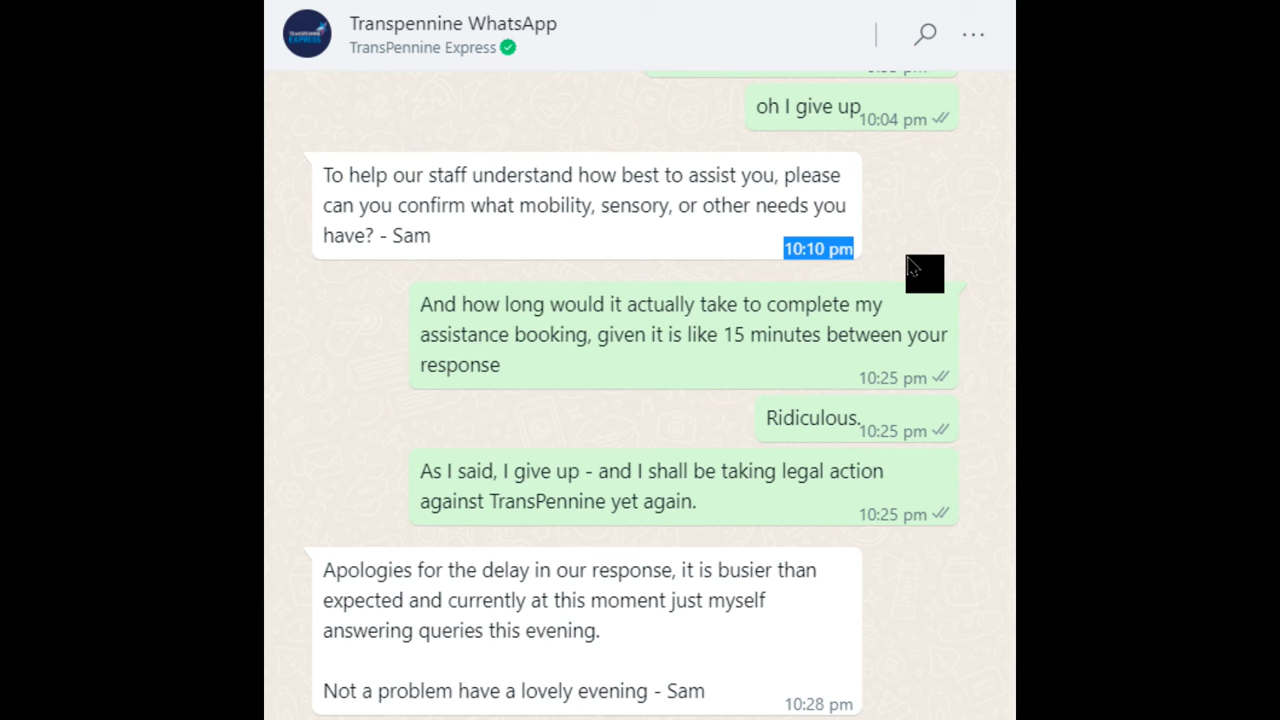 Transpennine WhatsApp
TransPennine Express
TRANSPENNINE
EXPRESS
oh I give up
10:04 pm
To help our staff understand how best to assist you, please
can you confirm what mobility, sensory, or other needs you
have? - Sam
10:10 pm
And how long would it actually take to complete my
assistance booking, given it is like 15 minutes between your
response
10:25 pm
Ridiculous.
10:25 pm
As I said, I give up - and I shall be taking legal action
against TransPennine yet again.
10:25 pm
Apologies for the delay in our response, it is busier than
expected and currently at this moment just myself
answering queries this evening.
Not a problem have a lovely evening - Sam
10:28 pm